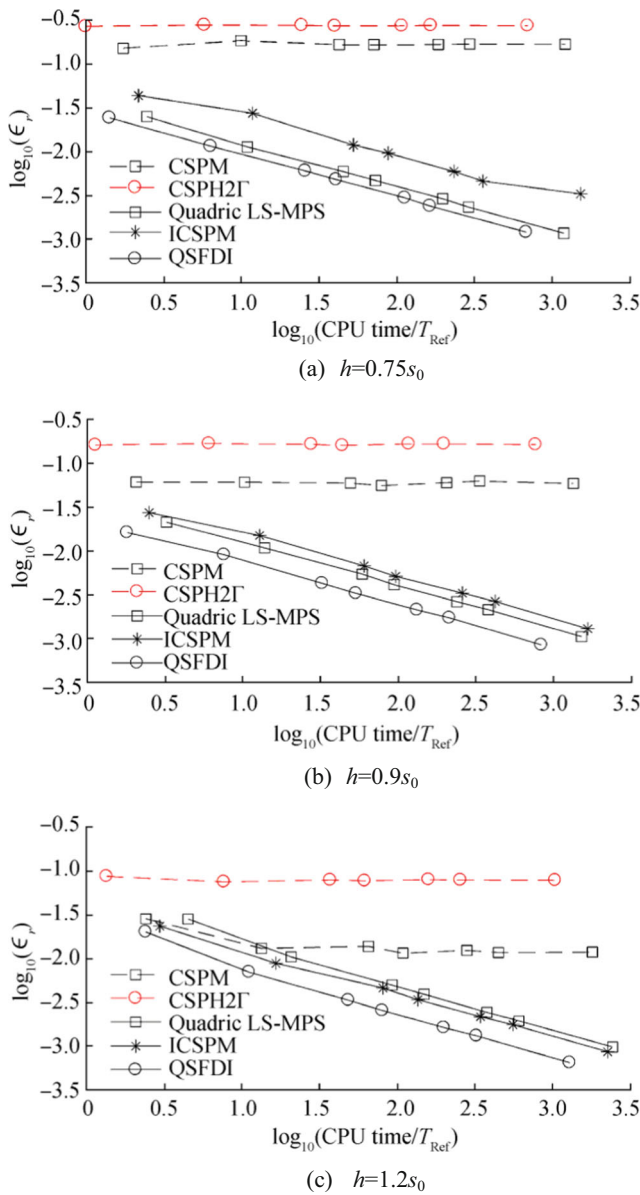 −0.5
−1.0
−1.5
−2.0
−2.5
−3.0
−3.5
log₁₀(ϵᵣ)
CSPM
CSPH2Γ
Quadric LS-MPS
ICSPM
QSFDI
0 0.5 1.0 1.5 2.0 2.5 3.0 3.5
log₁₀(CPU time/T_Ref)
(a) h=0.75s₀
−0.5
−1.0
−1.5
−2.0
−2.5
−3.0
−3.5
log₁₀(ϵᵣ)
CSPM
CSPH2Γ
Quadric LS-MPS
ICSPM
QSFDI
0 0.5 1.0 1.5 2.0 2.5 3.0 3.5
log₁₀(CPU time/T_Ref)
(b) h=0.9s₀
−0.5
−1.0
−1.5
−2.0
−2.5
−3.0
−3.5
log₁₀(ϵᵣ)
CSPM
CSPH2Γ
Quadric LS-MPS
ICSPM
QSFDI
0 0.5 1.0 1.5 2.0 2.5 3.0 3.5
log₁₀(CPU time/T_Ref)
(c) h=1.2s₀